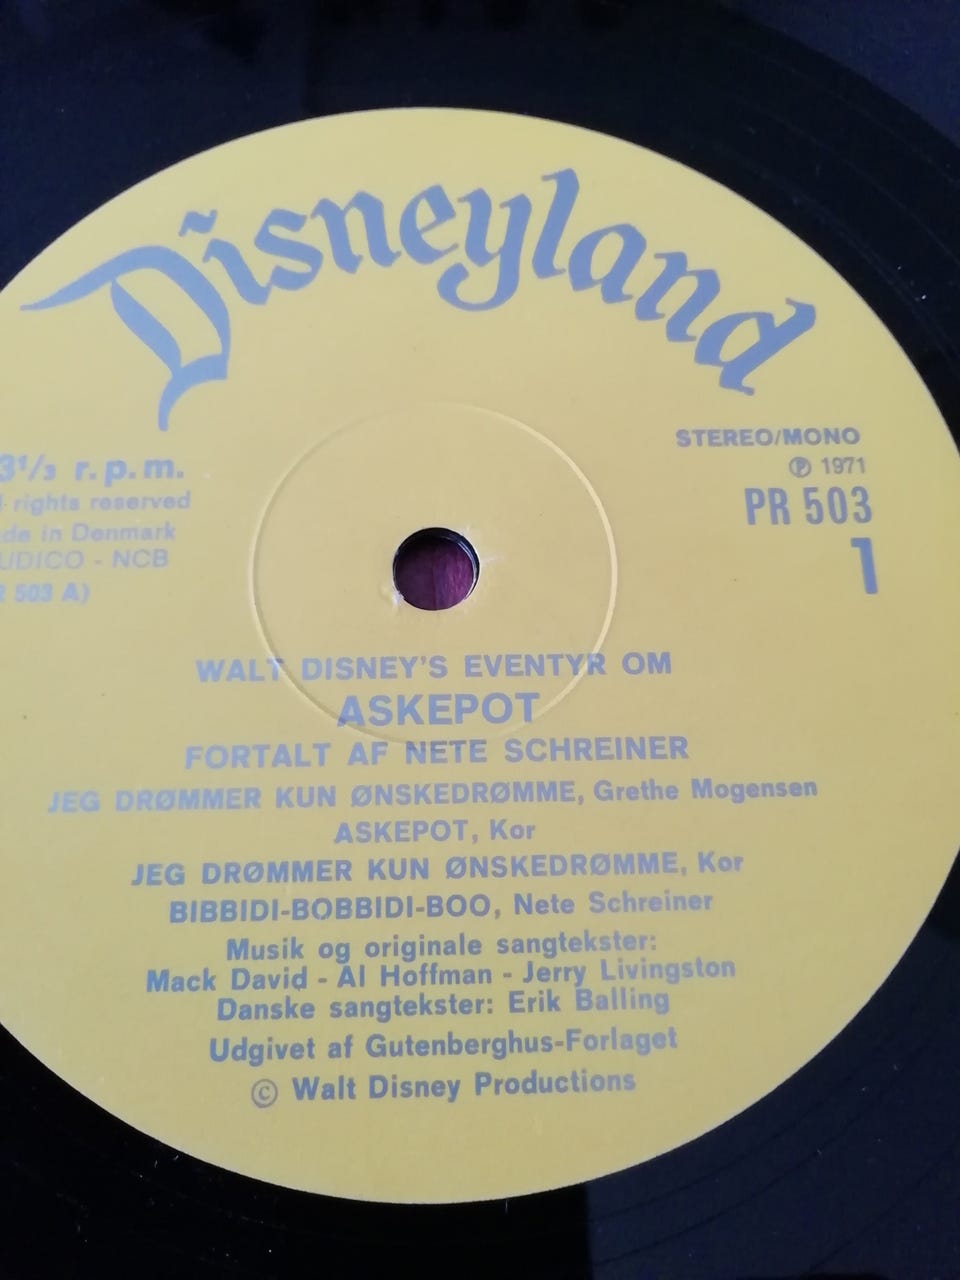 Disneyland
STEREO/MONO
Ⓟ 1971
PR 503
1
3⅓ r.p.m.
rights reserved
in Denmark
- NCB
503 A)
WALT DISNEY'S EVENTYR OM
ASKEPOT
FORTALT AF NETE SCHREINER
JEG DRØMMER KUN ØNSKEDRØMME, Grethe Mogensen
ASKEPOT, Kor
JEG DRØMMER KUN ØNSKEDRØMME, Kor
BIBBIDI-BOBBIDI-BOO, Nete Schreiner
Musik og originale sangtekster:
Mack David - Al Hoffman - Jerry Livingston
Danske sangtekster: Erik Balling
Udgivet af Gutenberghus-Forlaget
© Walt Disney Productions